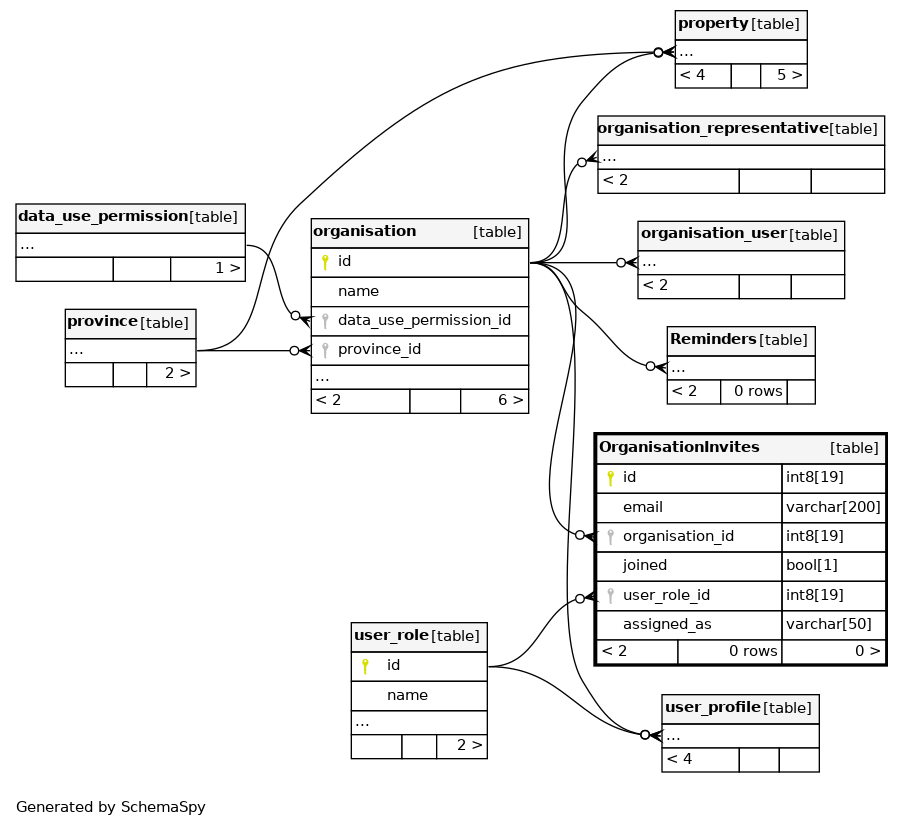 property [table]
...
< 4 5 >
organisation_representative [table]
...
< 2
data_use_permission [table]
...
1 >
organisation [table]
id
name
data_use_permission_id
province_id
...
< 2 6 >
organisation_user [table]
...
< 2
province [table]
...
2 >
Reminders [table]
...
< 2 0 rows
OrganisationInvites [table]
id int8[19]
email varchar[200]
organisation_id int8[19]
joined bool[1]
user_role_id int8[19]
assigned_as varchar[50]
< 2 0 rows 0 >
user_role [table]
id
name
...
2 >
user_profile [table]
...
< 4
Generated by SchemaSpy